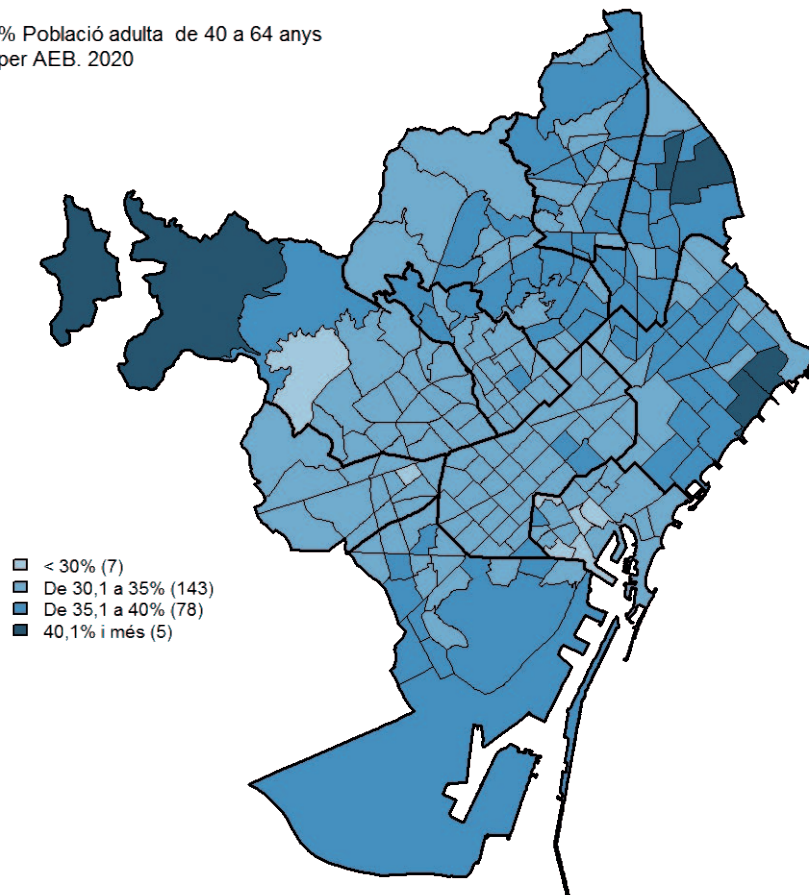 % Població adulta de 40 a 64 anys
per AEB. 2020
< 30% (7)
De 30,1 a 35% (143)
De 35,1 a 40% (78)
40,1% i més (5)